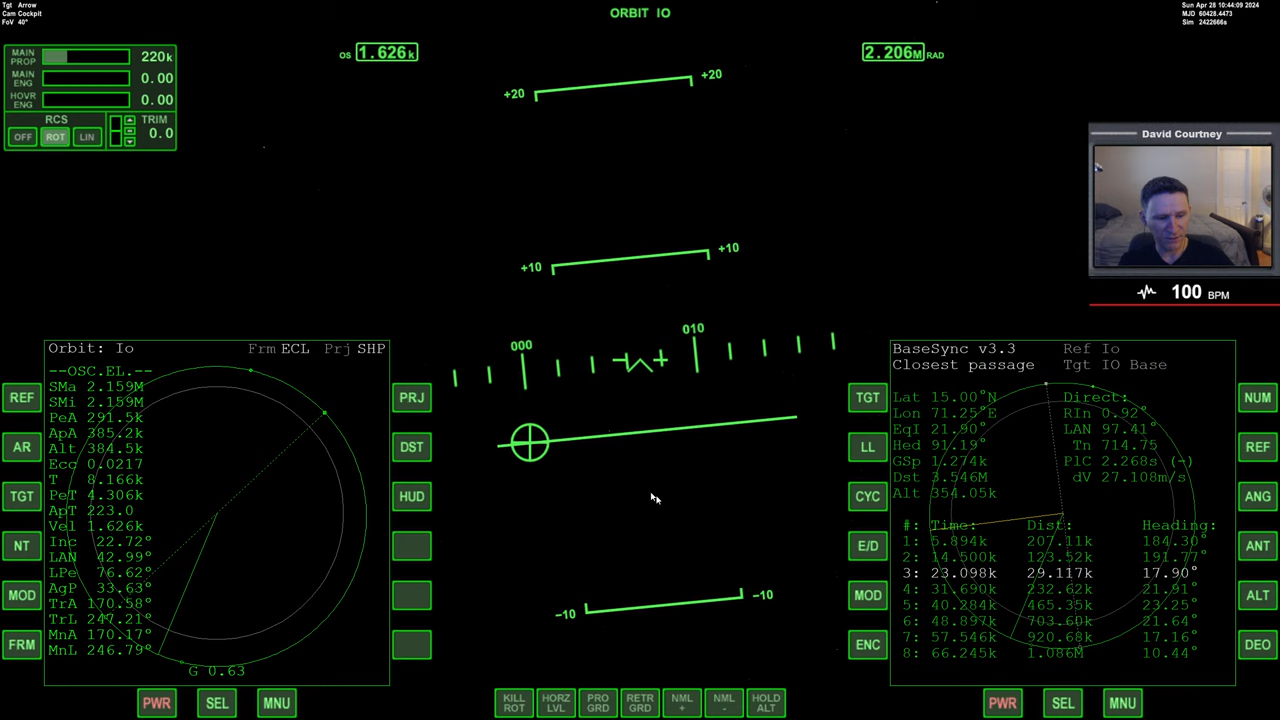 Tgt Arrow
Cam Cockpit
FoV 40°
ORBIT IO
Sun Apr 28 10:44:09 2024
MJD 60428.4473
Sim 2422666s
MAIN PROP 220k
MAIN ENG 0.00
HOVR ENG 0.00
RCS TRIM
OFF ROT LIN 0.0
OS 1.626k
2.206M RAD
+20 +20
+10 +10
000 010
-10 -10
David Courtney
100 BPM
Orbit: Io Frm ECL Prj SHP
--OSC.EL.--
SMa 2.159M
SMi 2.159M
PeA 291.5k
ApA 385.2k
Alt 384.5k
Ecc 0.0217
T 8.166k
PeT 4.306k
ApT 223.0
Vel 1.626k
Inc 22.72°
LAN 42.99°
LPe 76.62°
AgP 33.63°
TrA 170.58°
TrL 247.21°
MnA 170.17°
MnL 246.79°
G 0.63
REF
AR
TGT
NT
MOD
FRM
PRJ
DST
HUD
PWR SEL MNU
KILL ROT
HORZ LVL
PRO GRD
RETR GRD
NML +
NML -
HOLD ALT
BaseSync v3.3 Ref Io
Closest passage Tgt IO Base
Lat 15.00°N Direct:
Lon 71.25°E RIn 0.92°
EqI 21.90° LAN 97.41°
Hed 91.19° Tn 714.75
GSp 1.274k PlC 2.268s (-)
Dst 3.546M dV 27.108m/s
Alt 354.05k
#: Time: Dist: Heading:
1: 5.894k 207.11k 184.30°
2: 14.500k 123.52k 191.77°
3: 23.098k 29.117k 17.90°
4: 31.690k 232.62k 21.91°
5: 40.284k 465.35k 23.25°
6: 48.897k 703.60k 21.64°
7: 57.546k 920.68k 17.16°
8: 66.245k 1.086M 10.44°
TGT
LL
CYC
E/D
MOD
ENC
NUM
REF
ANG
ANT
ALT
DEO
PWR SEL MNU